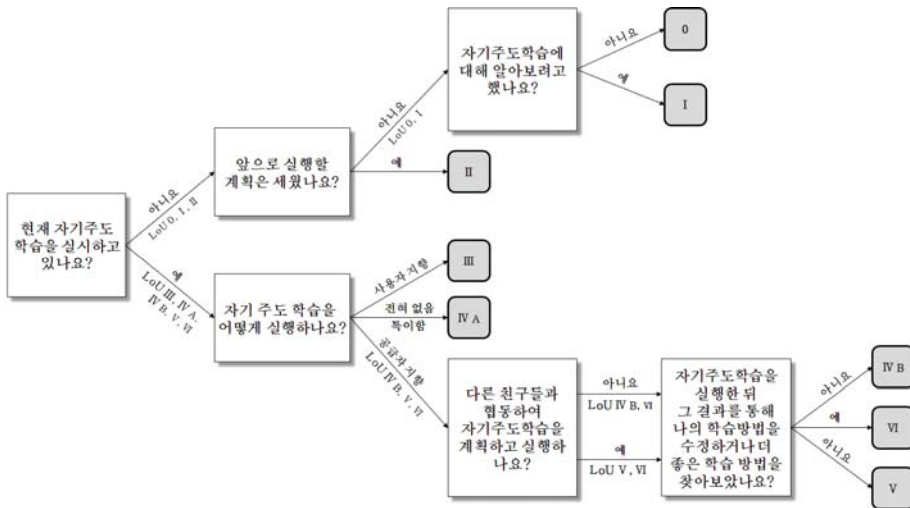 현재 자기주도
학습을 실시하고
있나요?
아니요
LoU 0, Ⅰ, Ⅱ
예
LoU Ⅲ, Ⅳ A,
Ⅳ B, Ⅴ, Ⅵ
앞으로 실행할
계획은 세웠나요?
아니요
LoU 0, Ⅰ
예
Ⅱ
자기주도학습에
대해 알아보려고
했나요?
아니요
0
예
Ⅰ
자기 주도 학습을
어떻게 실행하나요?
사용자 지향
Ⅲ
전혀 없음
특이함
Ⅳ A
공급자 지향
LoU Ⅳ B, Ⅴ, Ⅵ
다른 친구들과
협동하여
자기주도학습을
계획하고 실행하
나요?
아니요
LoU Ⅳ B, Ⅵ
예
LoU Ⅴ, Ⅵ
자기주도학습을
실행한 뒤
그 결과를 통해
나의 학습방법을
수정하거나 더
좋은 학습 방법을
찾아보았나요?
아니요
Ⅳ B
예
Ⅵ
아니요
Ⅴ